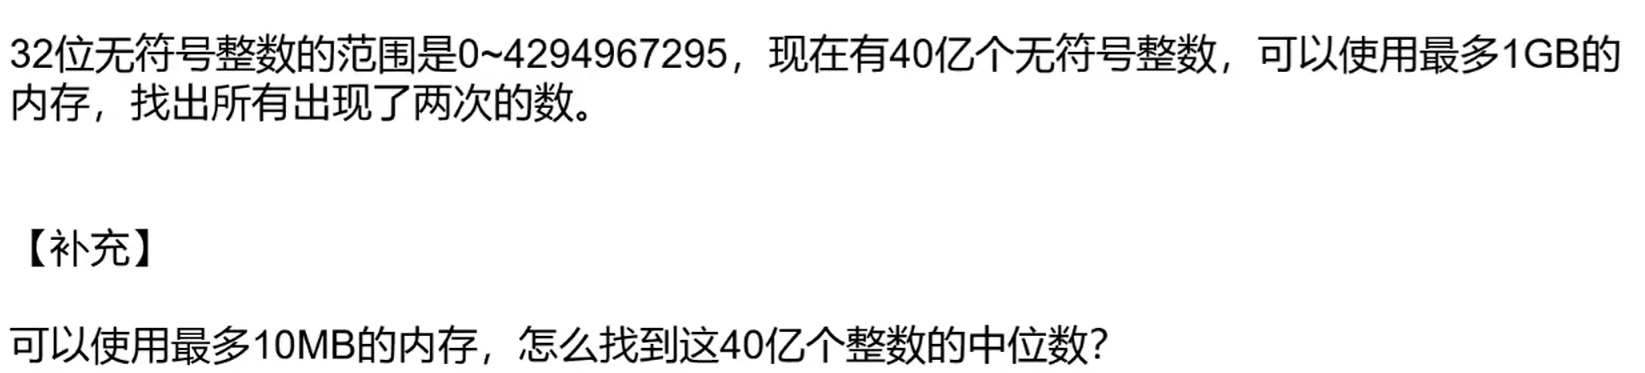 32位无符号整数的范围是0~4294967295，现在有40亿个无符号整数，可以使用最多1GB的
内存，找出所有出现了两次的数。
【补充】
可以使用最多10MB的内存，怎么找到这40亿个整数的中位数？